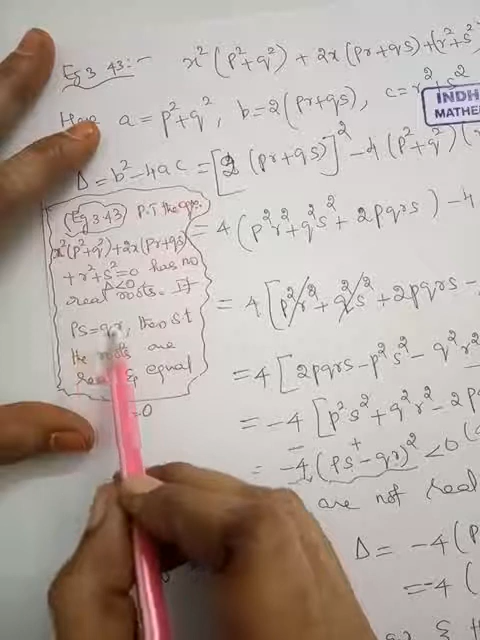 Eg 3.43:- x²(p²+q²) + 2x(pr+qs)+(r²+s²
Here a = p²+q², b=2(pr+qs), c=r²+s²
INDH
MATHEM
Δ = b²-4ac = [2(pr+qs)]² - 4(p²+q²)(
= 4(p²r²+q²s²+2pqrs) - 4
Eg 3.43) P.T the
x²(p²+q²)+2x(pr+qs)
+r²+s²=0 has no
Δ<0
real roots. If
ps=qr, then s.t
the roots are
real & equal
=0
= 4[p²r²+q²s²+2pqrs-
= 4[2pqrs-p²s²-q²r²
= -4[p²s²+q²r²-2p
= -4(ps-qr)² <0 (
+
are not real
Δ = -4(p
= -4(